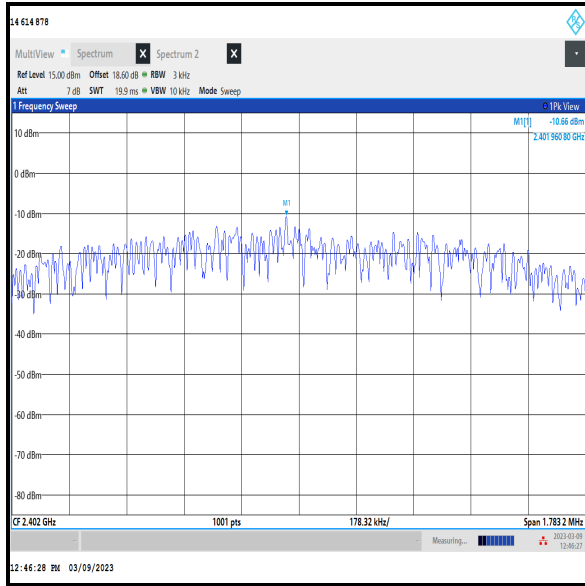 14 614 878
MultiView Spectrum X Spectrum 2 X
Ref Level 15.00 dBm Offset 18.60 dB RBW 3 kHz
Att 7 dB SWT 19.9 ms VBW 10 kHz Mode Sweep
1 Frequency Sweep 1Pk View
M1[1] -10.66 dBm
2.401 960 80 GHz
10 dBm
0 dBm
-10 dBm
M1
-20 dBm
-30 dBm
-40 dBm
-50 dBm
-60 dBm
-70 dBm
-80 dBm
CF 2.402 GHz 1001 pts 178.32 kHz/ Span 1.783 2 MHz
Measuring... 2023-03-09
12:46:27
12:46:28 PM 03/09/2023